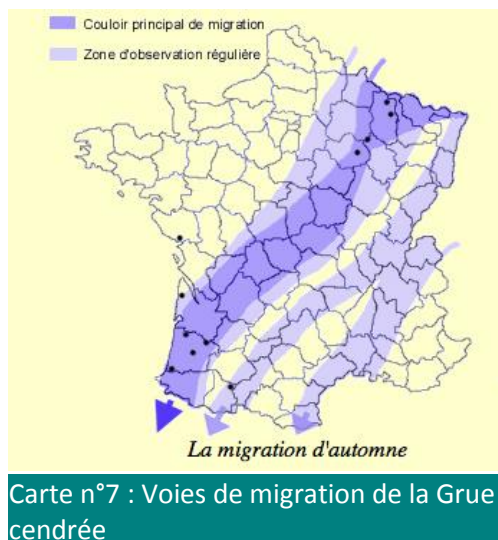 Couloir principal de migration
Zone d'observation régulière
La migration d'automne
Carte n°7 : Voies de migration de la Grue
cendrée